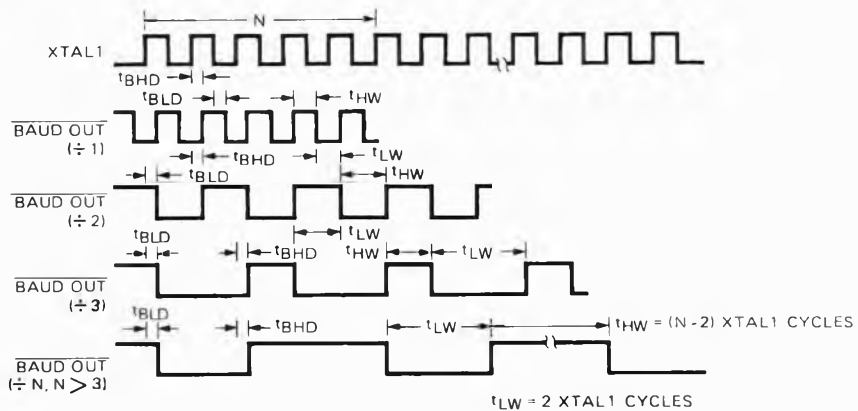 N
XTAL1
tBHD
tBLD
tHW
BAUD OUT
(÷1)
tBHD
tLW
tBLD
tHW
BAUD OUT
(÷2)
tBLD
tBHD
tHW
tLW
tLW
BAUD OUT
(÷3)
tBLD
tBHD
tLW
tHW = (N-2) XTAL1 CYCLES
BAUD OUT
(÷N, N > 3)
tLW = 2 XTAL1 CYCLES